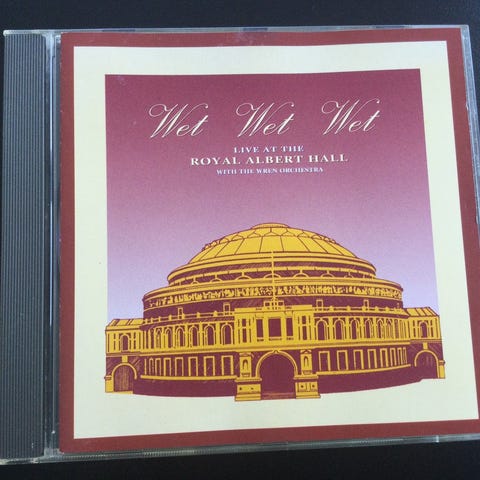 Wet Wet Wet
LIVE AT THE
ROYAL ALBERT HALL
WITH THE WREN ORCHESTRA